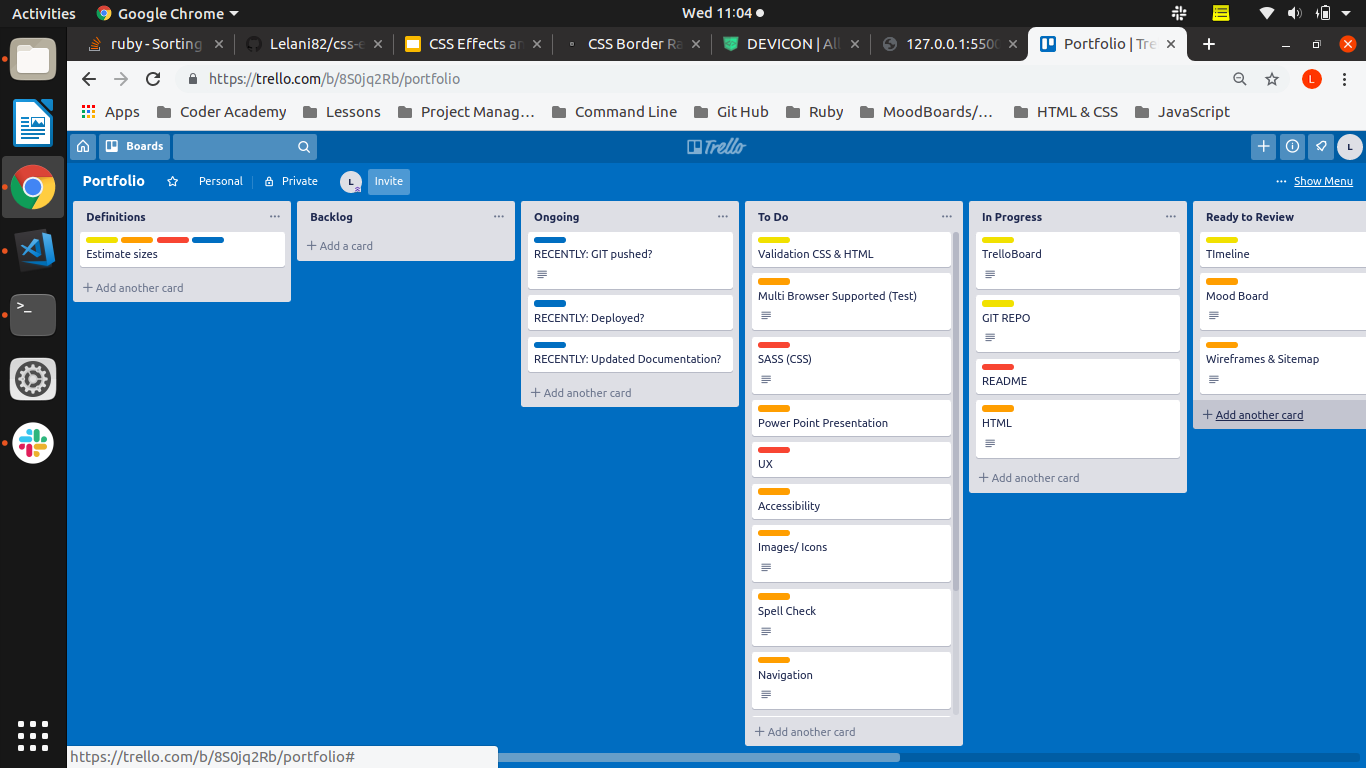 Activities Google Chrome Wed 11:04
ruby - Sorting Lelani82/css-e CSS Effects an CSS Border Ra DEVICON | All 127.0.0.1:5500 Portfolio | Tre
https://trello.com/b/8S0jq2Rb/portfolio L
Apps Coder Academy Lessons Project Manag... Command Line Git Hub Ruby MoodBoards/... HTML & CSS JavaScript
Boards Trello L
Portfolio Personal Private L Invite ... Show Menu
Definitions
Estimate sizes
+ Add another card
Backlog
+ Add a card
Ongoing
RECENTLY: GIT pushed?
RECENTLY: Deployed?
RECENTLY: Updated Documentation?
+ Add another card
To Do
Validation CSS & HTML
Multi Browser Supported (Test)
SASS (CSS)
Power Point Presentation
UX
Accessibility
Images/ Icons
Spell Check
Navigation
+ Add another card
In Progress
TrelloBoard
GIT REPO
README
HTML
+ Add another card
Ready to Review
TImeline
Mood Board
Wireframes & Sitemap
+ Add another card
https://trello.com/b/8S0jq2Rb/portfolio#